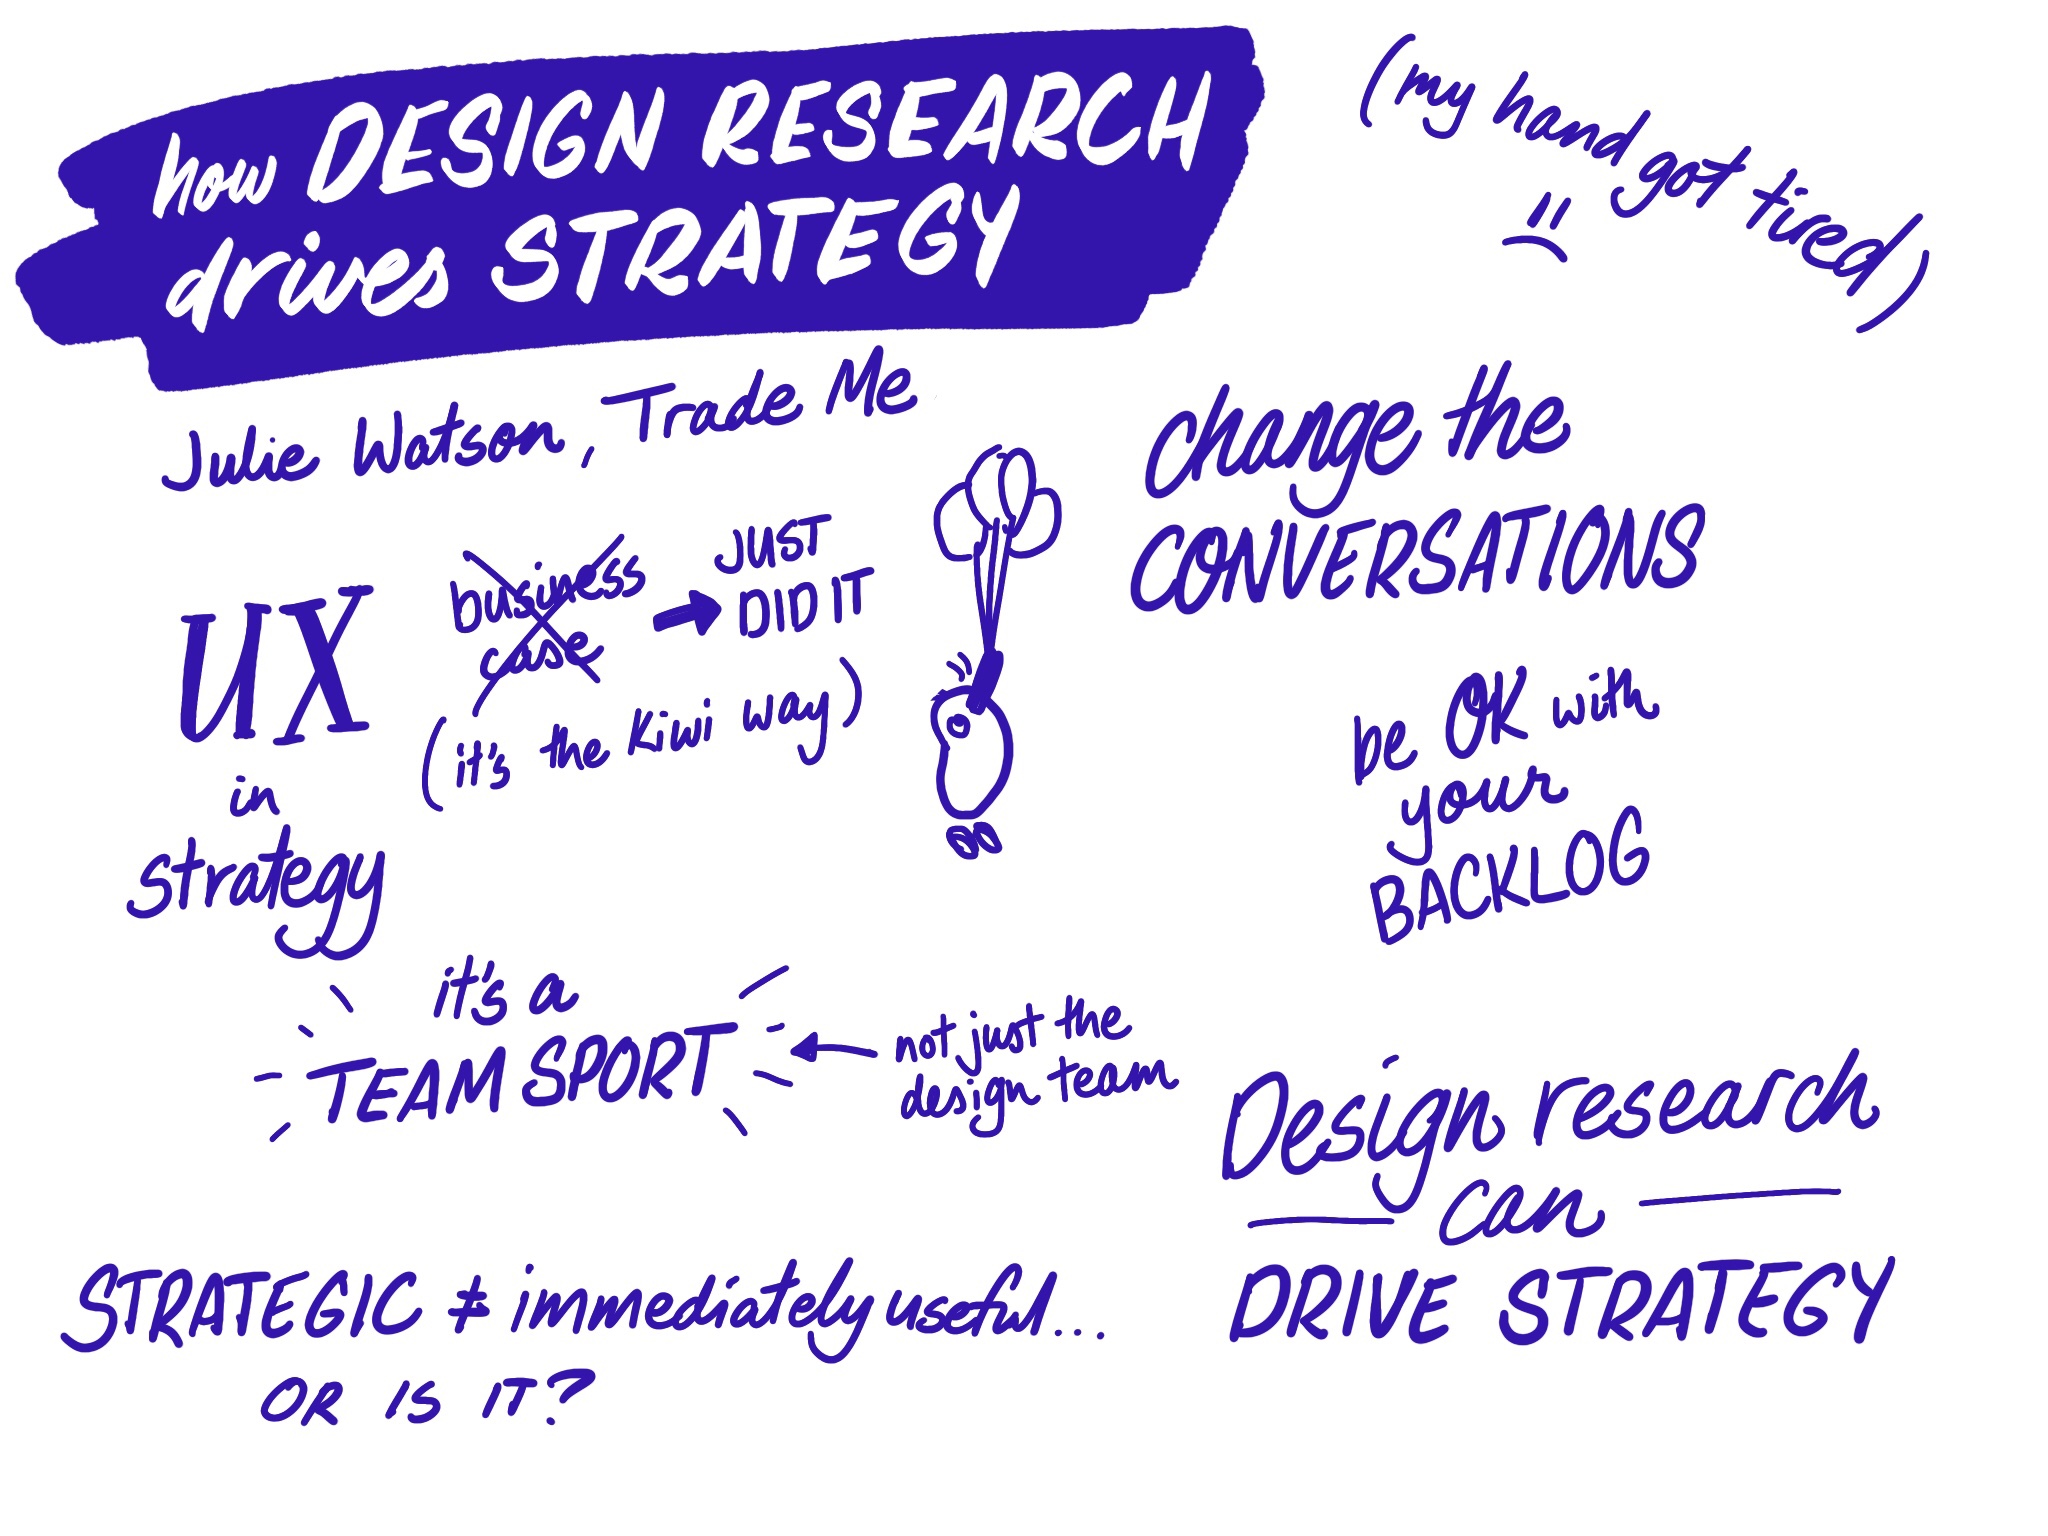 how DESIGN RESEARCH
drives STRATEGY
(my hand got tired)
Julie Watson, Trade Me
UX
in
strategy
business
case
JUST
DID IT
(it's the kiwi way)
change the
CONVERSATIONS
be OK with
your
BACKLOG
it's a
TEAM SPORT
not just the
design team
Design research
can
DRIVE STRATEGY
STRATEGIC ≠ immediately useful...
OR IS IT?